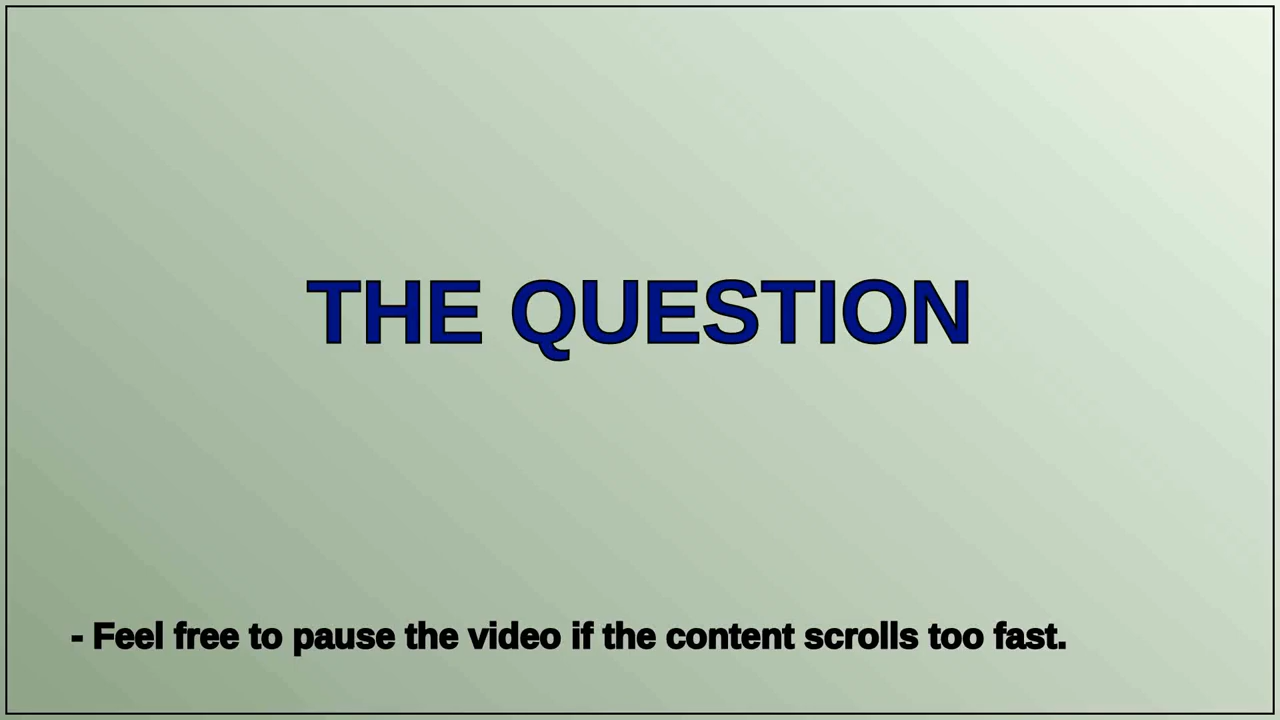 THE QUESTION
- Feel free to pause the video if the content scrolls too fast.